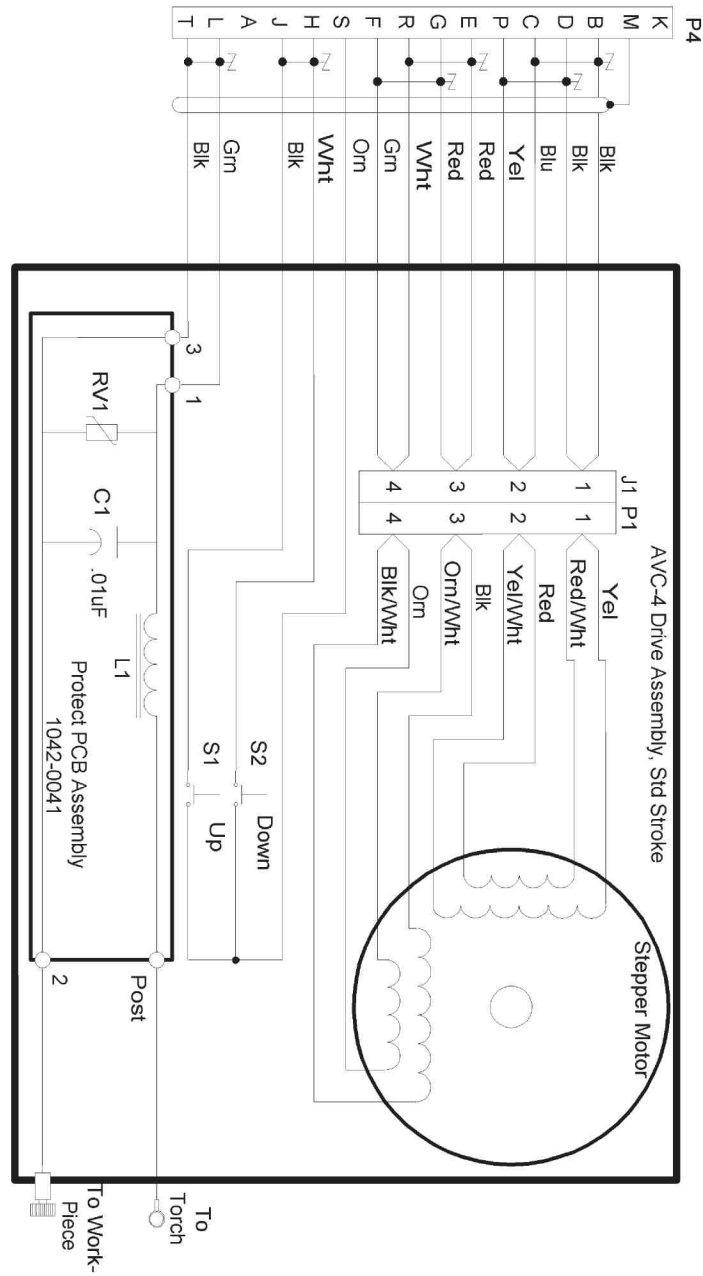 P4
K
M
B
D
C
P
E
G
R
F
S
H
J
A
L
T
Blk
Blk
Blu
Yel
Red
Red
Wht
Grn
Orn
Wht
Blk
Grn
Blk
AVC-4 Drive Assembly, Std Stroke
J1 P1
1 1
2 2
3 3
4 4
Yel
Red/Wht
Red
Yel/Wht
Blk
Orn/Wht
Orn
Blk/Wht
Stepper Motor
S2
Down
S1
Up
3
1
RV1
C1
.01uF
L1
Protect PCB Assembly
1042-0041
Post
2
To
Torch
To Work-
Piece